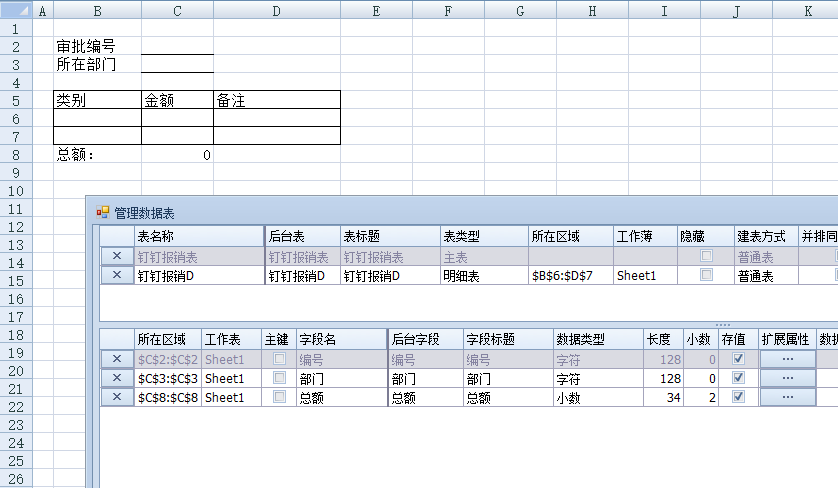 A B C D E F G H I J K
1
2 审批编号
3 所在部门
4
5 类别 金额 备注
6
7
8 总额： 0
9
10
11 管理数据表
12 表名称 后台表 表标题 表类型 所在区域 工作薄 隐藏 建表方式 并排同
13 钉钉报销表 钉钉报销表 钉钉报销表 主表 普通表
14 钉钉报销D 钉钉报销D 钉钉报销D 明细表 $B$6:$D$7 Sheet1 普通表
15
16
17
18 所在区域 工作表 主键 字段名 后台字段 字段标题 数据类型 长度 小数 存值 扩展属性 数据
19 $C$2:$C$2 Sheet1 编号 编号 编号 字符 128 0 ...
20 $C$3:$C$3 Sheet1 部门 部门 部门 字符 128 0 ...
21 $C$8:$C$8 Sheet1 总额 总额 总额 小数 34 2 ...
22
23
24
25
26